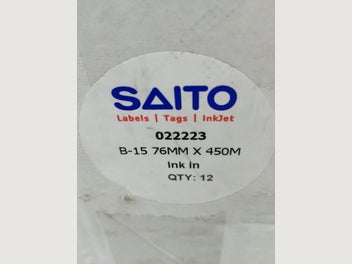 SAITO
Labels | Tags | InkJet
022223
B-15 76MM X 450M
Ink in
QTY: 12